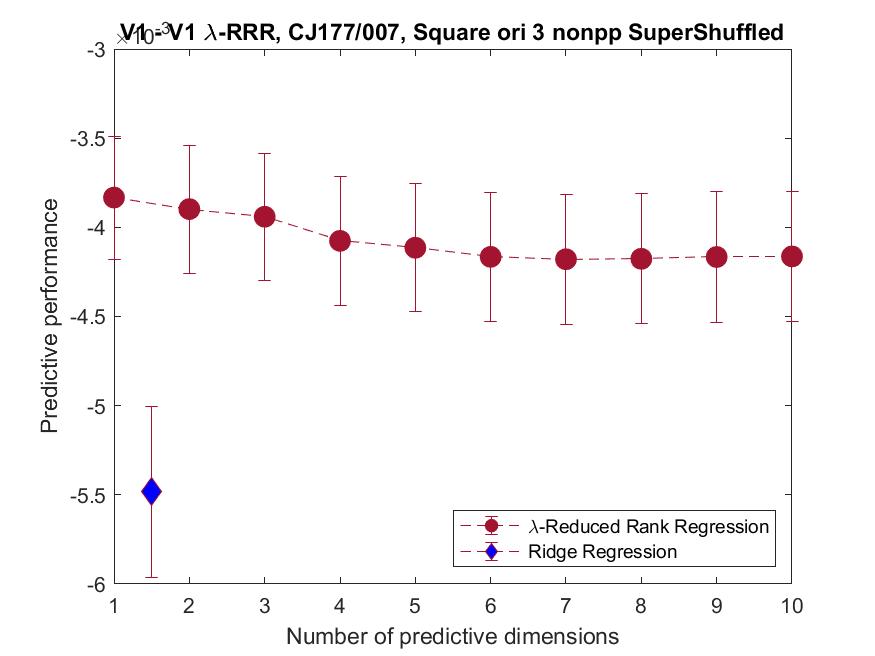 V1 - V1 λ-RRR, CJ177/007, Square ori 3 nonpp SuperShuffled
×10-3
-3
-3.5
-4
-4.5
-5
-5.5
-6
Predictive performance
λ-Reduced Rank Regression
Ridge Regression
1 2 3 4 5 6 7 8 9 10
Number of predictive dimensions